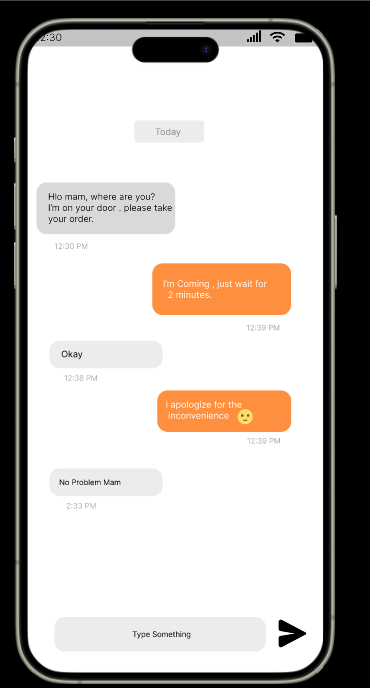 2:30
Today
Hlo mam, where are you?
I'm on your door . please take
your order.
12:30 PM
I'm Coming , just wait for
2 minutes.
12:39 PM
Okay
12:38 PM
I apologize for the
inconvenience 😕
12:39 PM
No Problem Mam
2:33 PM
Type Something